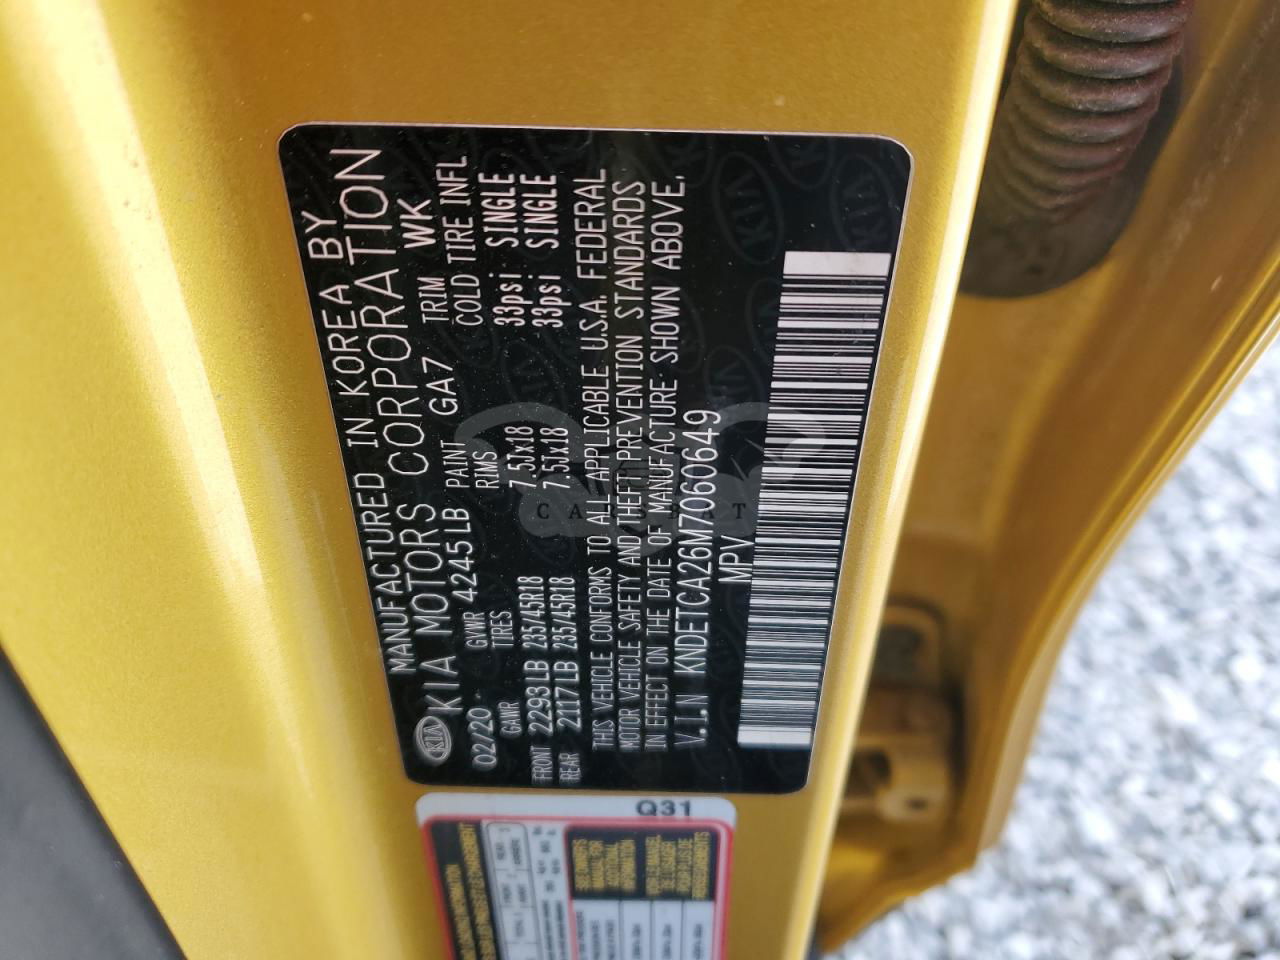 MANUFACTURED IN KOREA BY
KIA KIA MOTORS CORPORATION
02/20 GVWR 4245LB PAINT GA7 TRIM WK
GAWR TIRES RIMS COLD TIRE INFL
FRONT 2293LB 235/45R18 7.5Jx18 33psi SINGLE
REAR 2117LB 235/45R18 7.5Jx18 33psi SINGLE
THIS VEHICLE CONFORMS TO ALL APPLICABLE U.S.A. FEDERAL
MOTOR VEHICLE SAFETY AND THEFT PREVENTION STANDARDS
IN EFFECT ON THE DATE OF MANUFACTURE SHOWN ABOVE.
V.I.N KNDETCA26M7060649
MPV
Q31